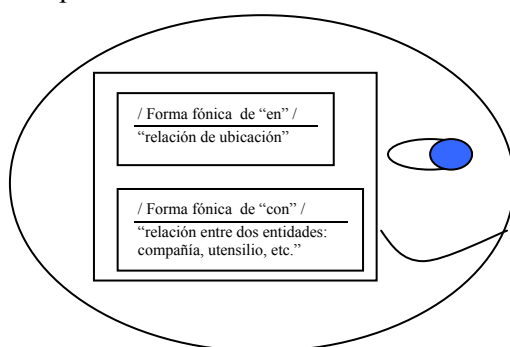 / Forma fónica de “en” /
“relación de ubicación”
/ Forma fónica de “con” /
“relación entre dos entidades:
compañía, utensilio, etc.”